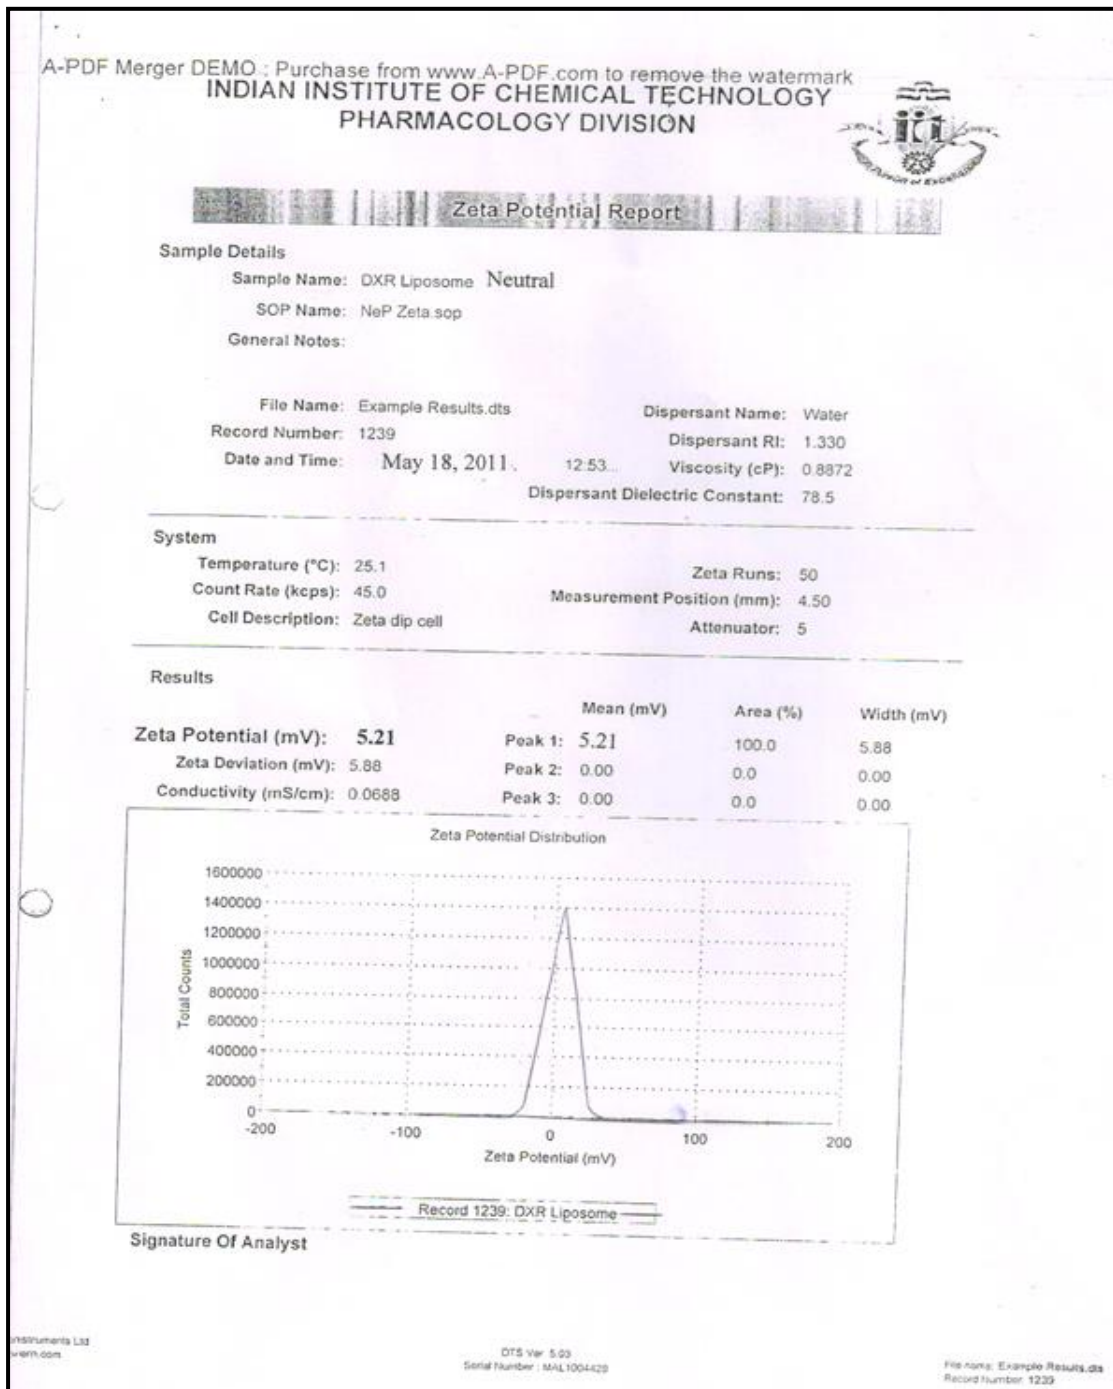 A-PDF Merger DEMO : Purchase from www.A-PDF.com to remove the watermark
INDIAN INSTITUTE OF CHEMICAL TECHNOLOGY
PHARMACOLOGY DIVISION
iict
Zeta Potential Report
Sample Details
Sample Name: DXR Liposome Neutral
SOP Name: NeP Zeta.sop
General Notes:
File Name: Example Results.dts Dispersant Name: Water
Record Number: 1239 Dispersant RI: 1.330
Date and Time: May 18, 2011. 12:53... Viscosity (cP): 0.8872
Dispersant Dielectric Constant: 78.5
System
Temperature (°C): 25.1 Zeta Runs: 50
Count Rate (kcps): 45.0 Measurement Position (mm): 4.50
Cell Description: Zeta dip cell Attenuator: 5
Results
Mean (mV) Area (%) Width (mV)
Zeta Potential (mV): 5.21 Peak 1: 5.21 100.0 5.88
Zeta Deviation (mV): 5.88 Peak 2: 0.00 0.0 0.00
Conductivity (mS/cm): 0.0688 Peak 3: 0.00 0.0 0.00
Zeta Potential Distribution
1600000
1400000
1200000
1000000
800000
600000
400000
200000
0
Total Counts
-200 -100 0 100 200
Zeta Potential (mV)
Record 1239: DXR Liposome
Signature Of Analyst
Instruments Ltd
vern.com
DTS Ver 5.03
Serial Number : MAL1004429
File name: Example Results.dts
Record Number: 1239